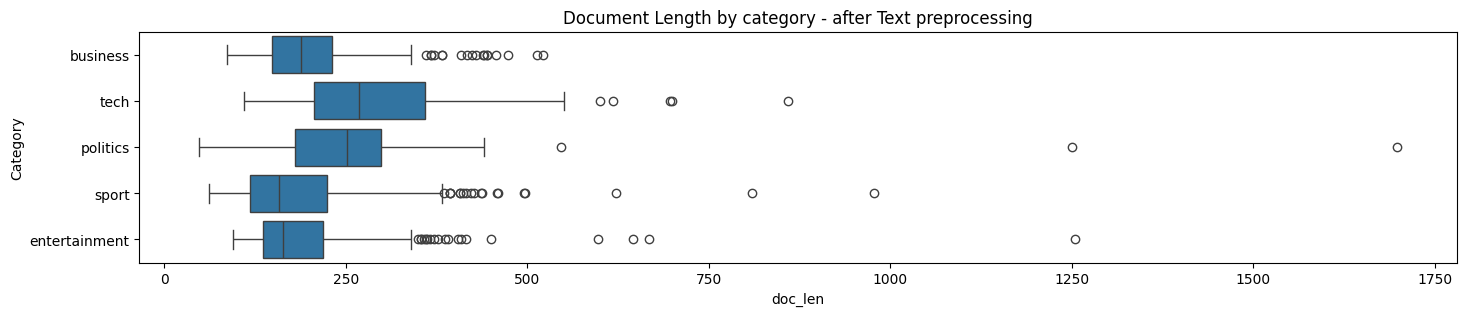 Document Length by category - after Text preprocessing
Category
business
tech
politics
sport
entertainment
0 250 500 750 1000 1250 1500 1750
doc_len